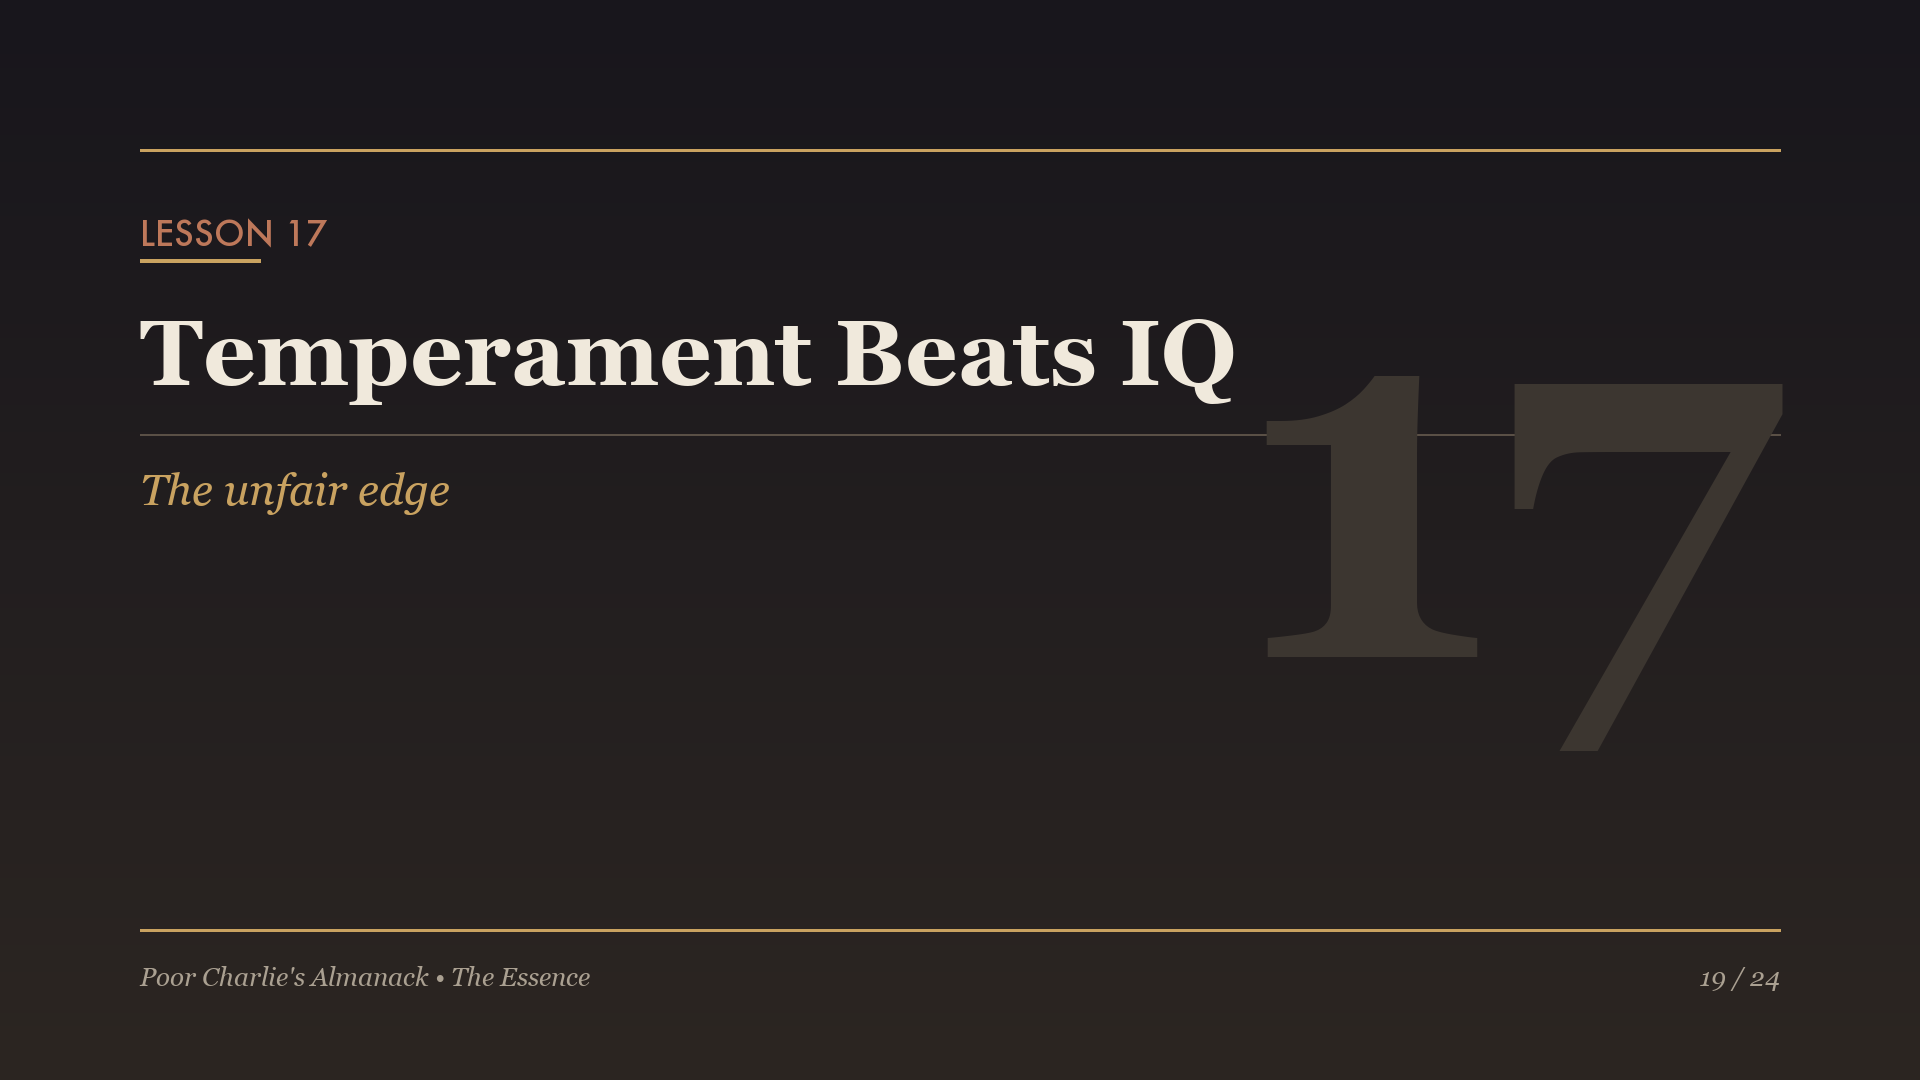 LESSON 17
Temperament Beats IQ
17
The unfair edge
Poor Charlie's Almanack • The Essence
19 / 24